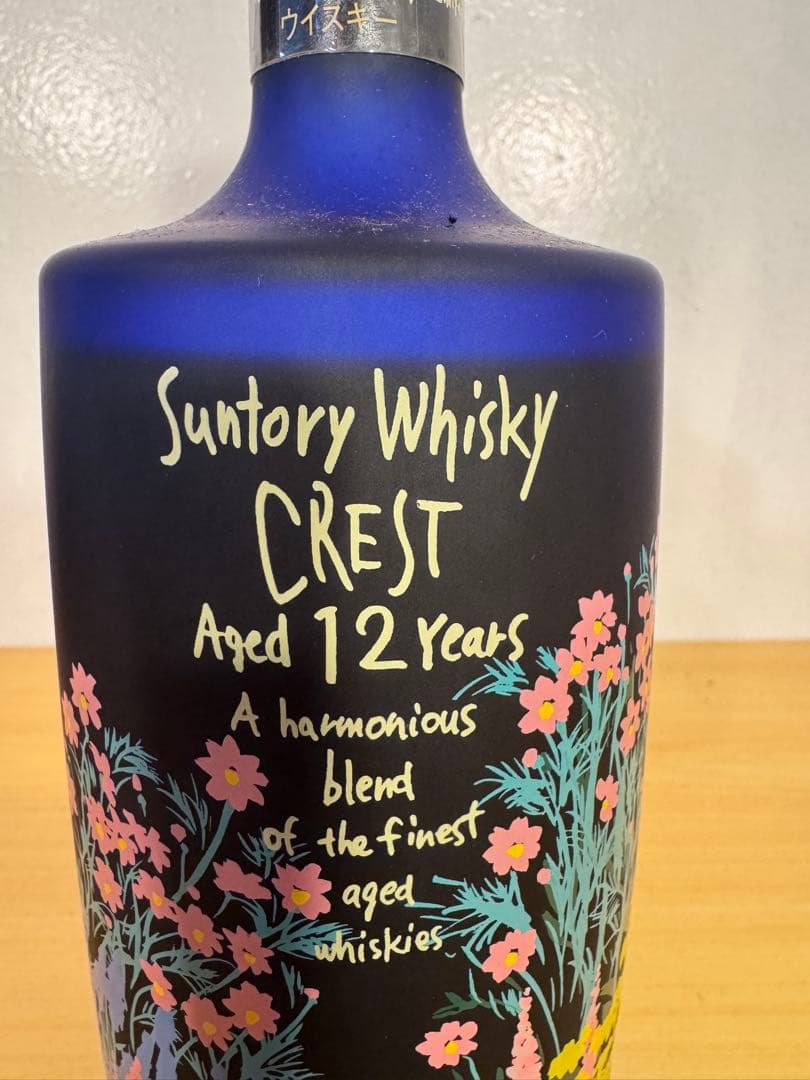 ウイスキー
Suntory Whisky
CREST
Aged 12 Years
A harmonious
blend
of the finest
aged
whiskies